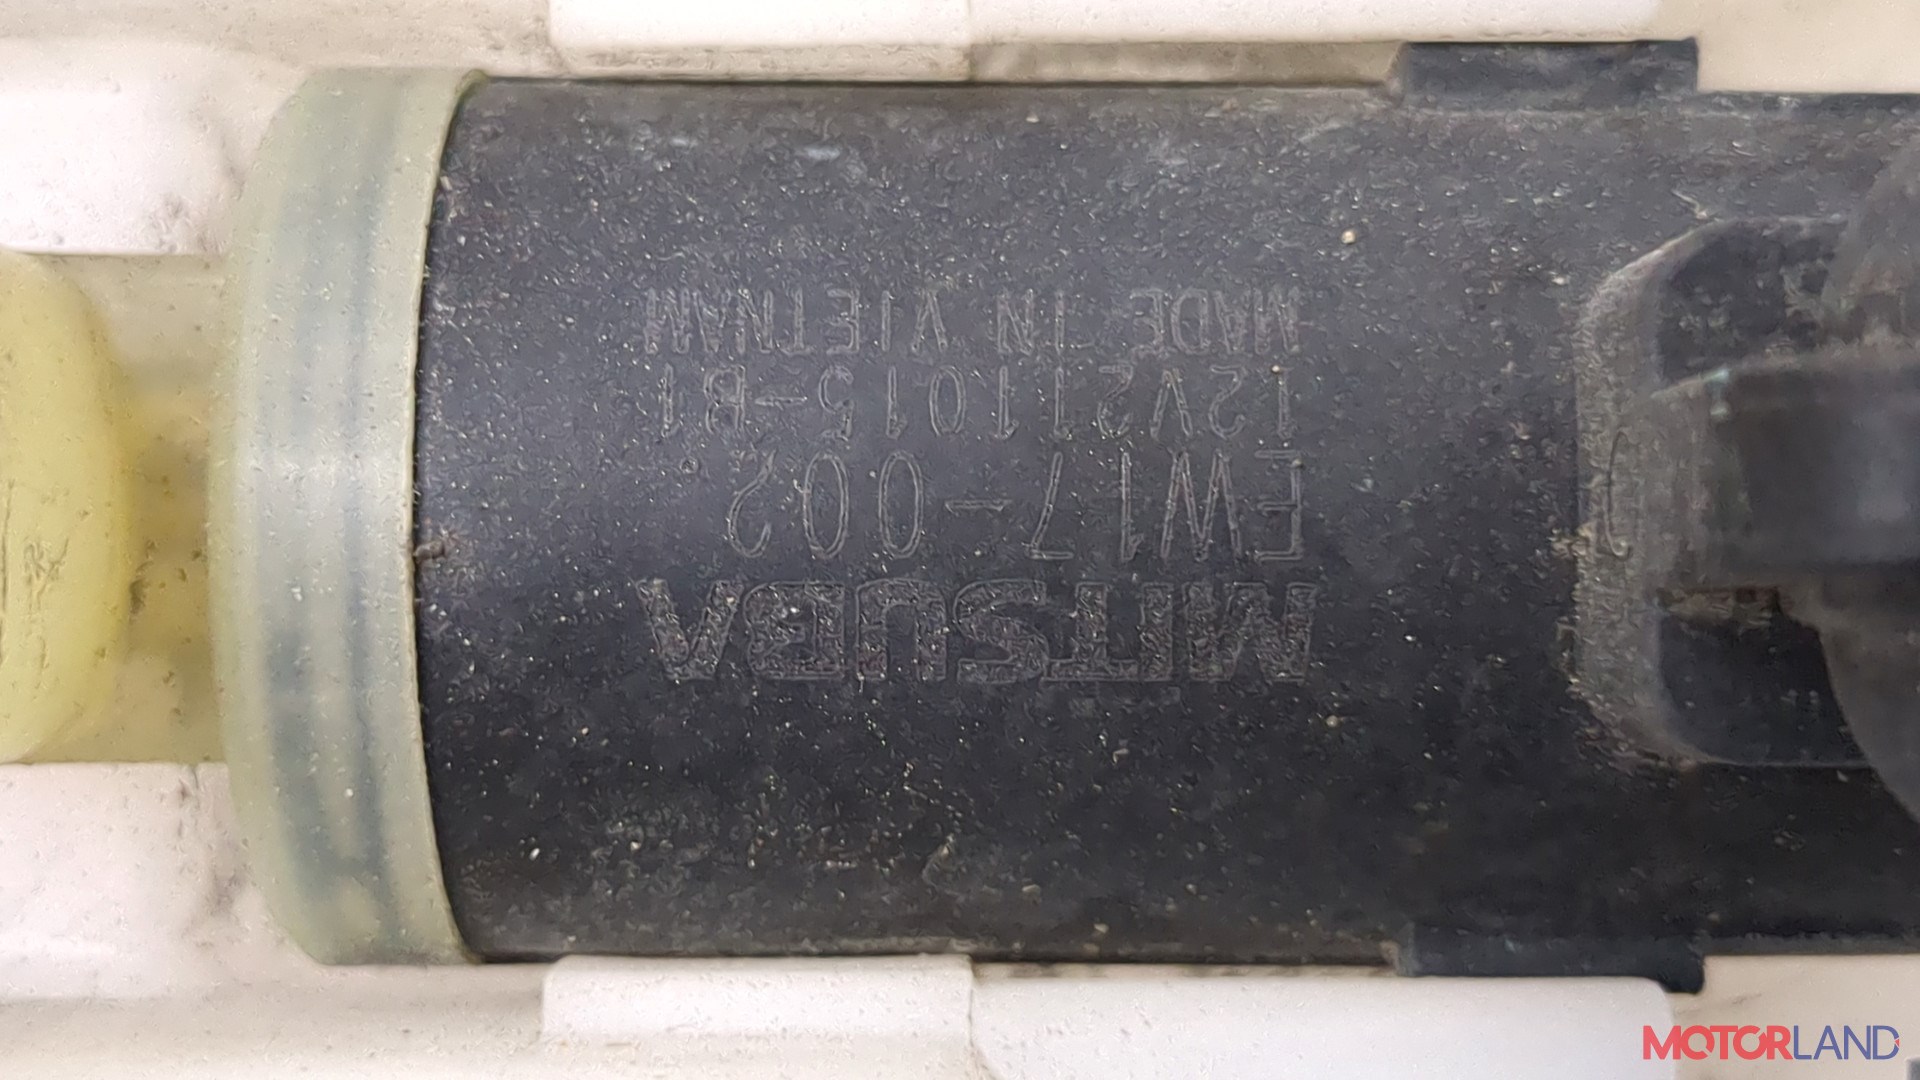 MITSUBA
EW17-002
12V211015-B1
MADE IN VIETNAM
MOTORLAND